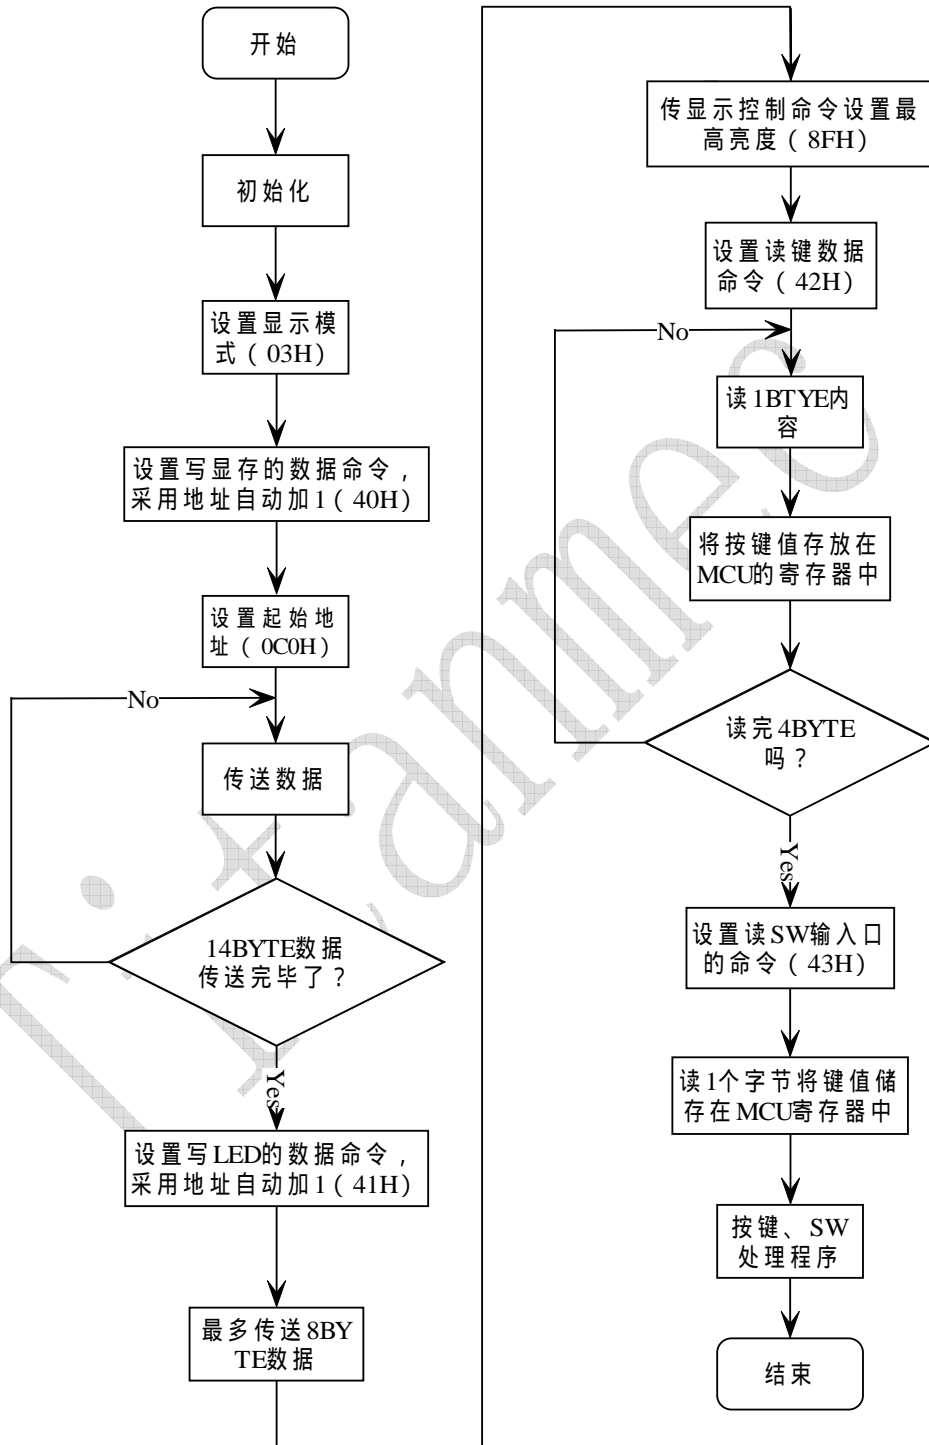 开始
初始化
设置显示模
式（03H）
设置写显存的数据命令，
采用地址自动加1（40H）
设置起始地
址（0C0H）
No
传送数据
14BYTE数据
传送完毕了？
Yes
设置写LED的数据命令，
采用地址自动加1（41H）
最多传送8BY
TE数据
传显示控制命令设置最
高亮度（8FH）
设置读键数据
命令（42H）
No
读1BTYE内
容
将按键值存放在
MCU的寄存器中
读完4BYTE
吗？
Yes
设置读SW输入口
的命令（43H）
读1个字节将键值储
存在MCU寄存器中
按键、SW
处理程序
结束